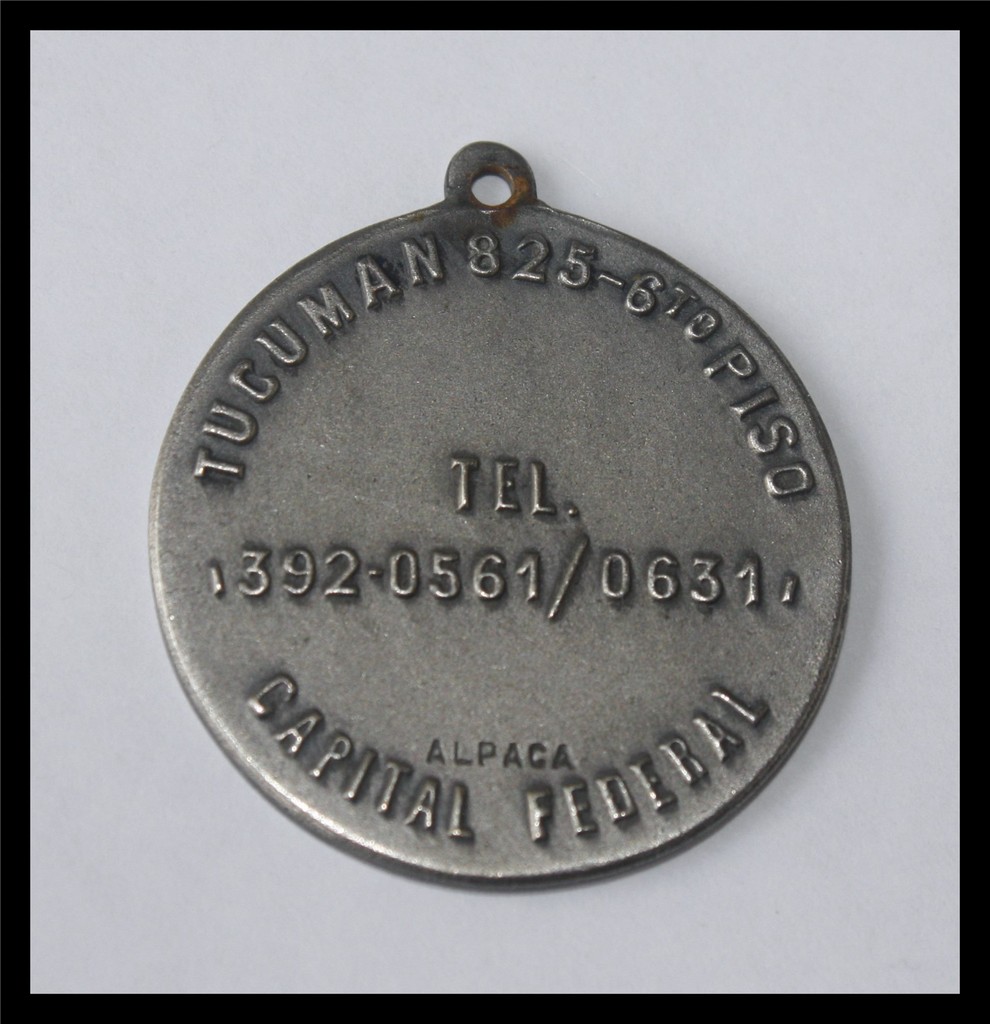 TUCUMAN 825-6TO PISO
TEL.
392-0561/0631
ALPACA
CAPITAL FEDERAL